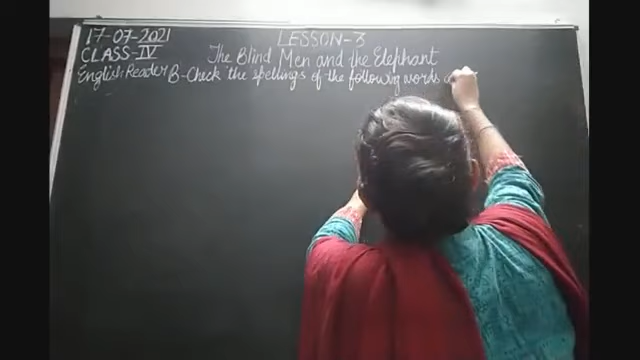 17-07-2021
LESSON-3
CLASS-IV
The Blind Men and the Elephant
English Reader
B-Check the spellings of the following words